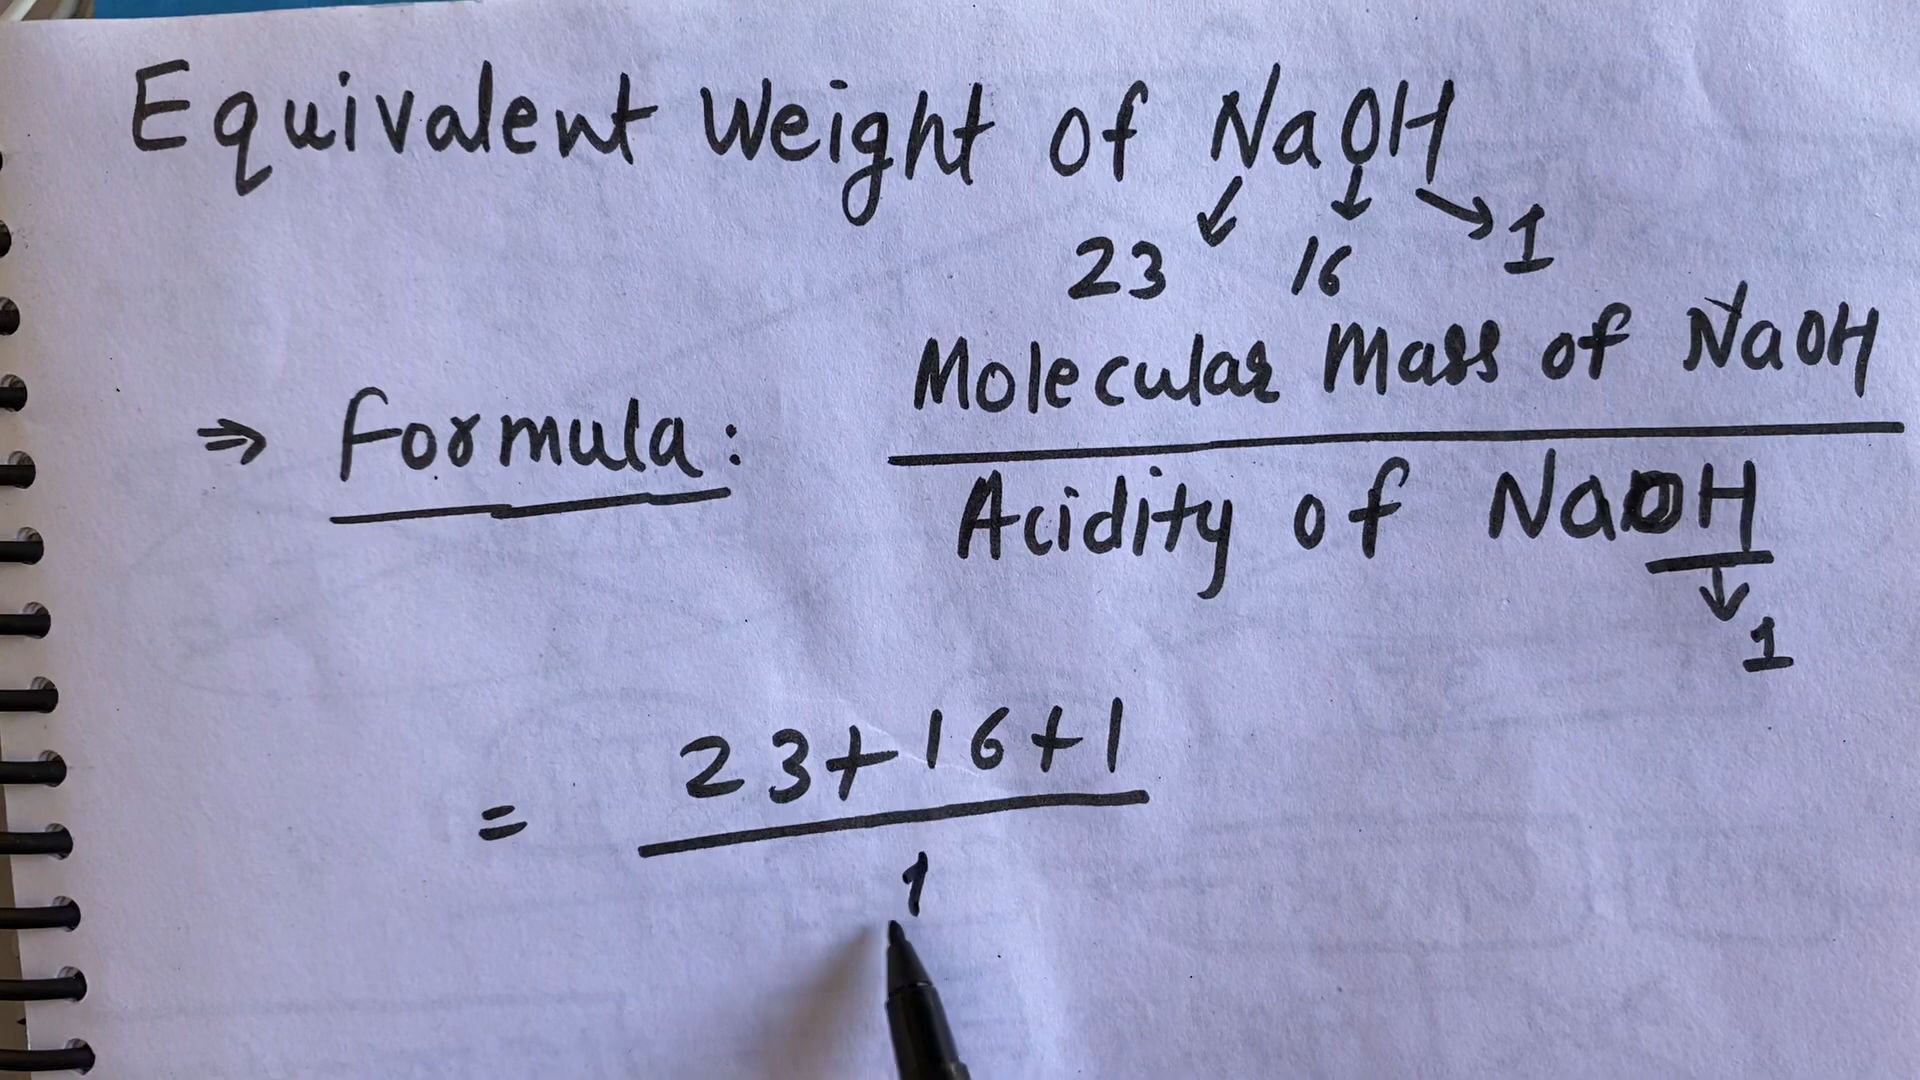 Equivalent Weight of NaOH
23 16 1
⇒ Formula: Molecular Mass of NaOH
Acidity of NaOH
1
= 23+16+1
1